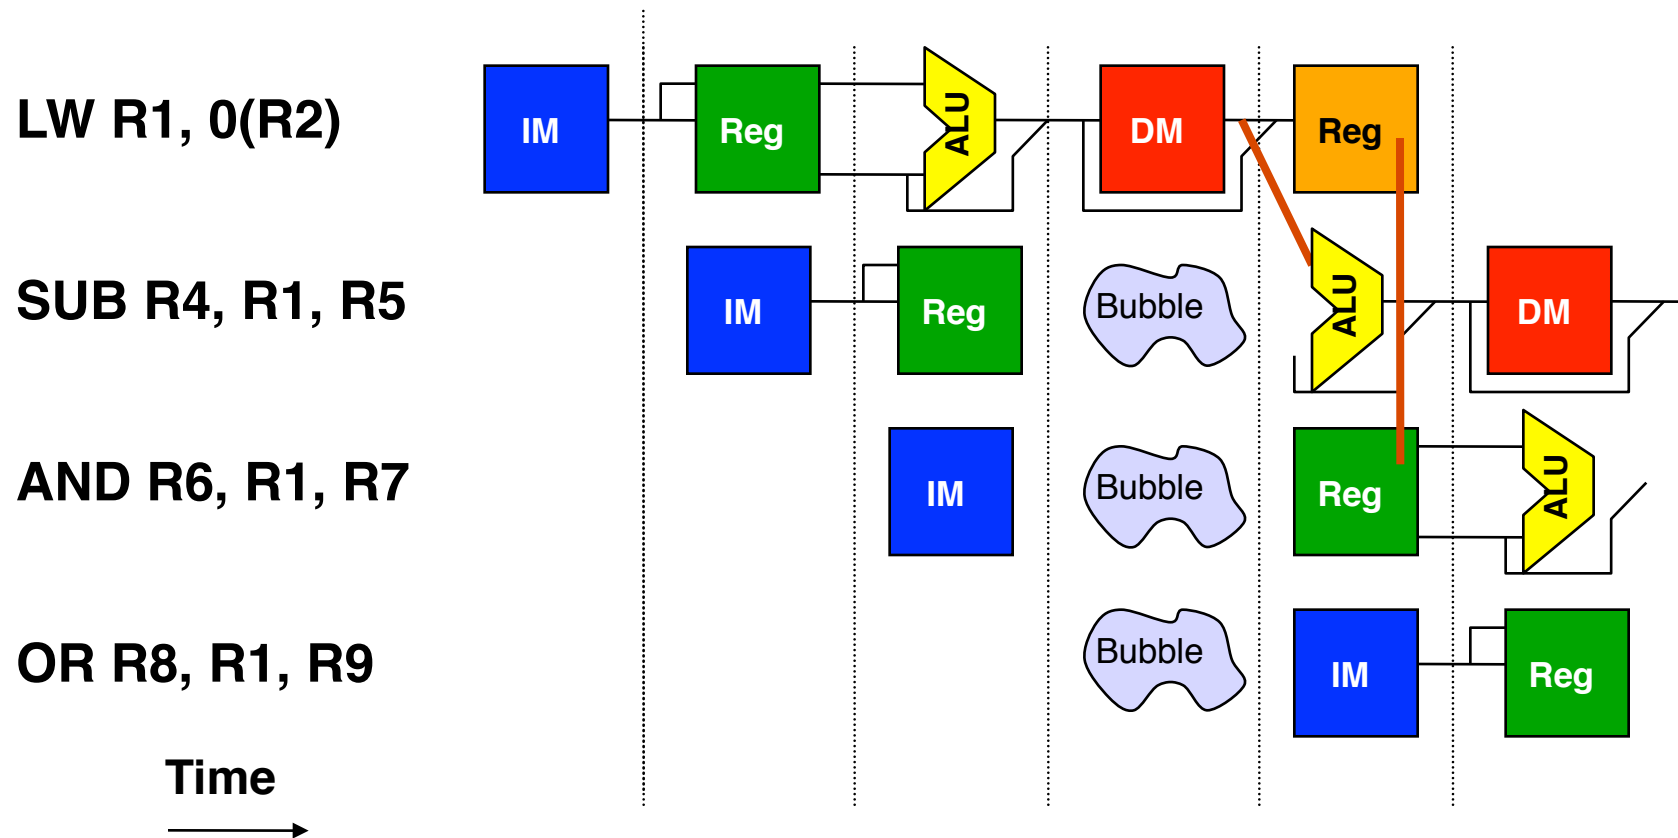 LW R1, 0(R2) IM Reg ALU DM Reg
SUB R4, R1, R5 IM Reg Bubble ALU DM
AND R6, R1, R7 IM Bubble Reg ALU
OR R8, R1, R9 Bubble IM Reg
Time